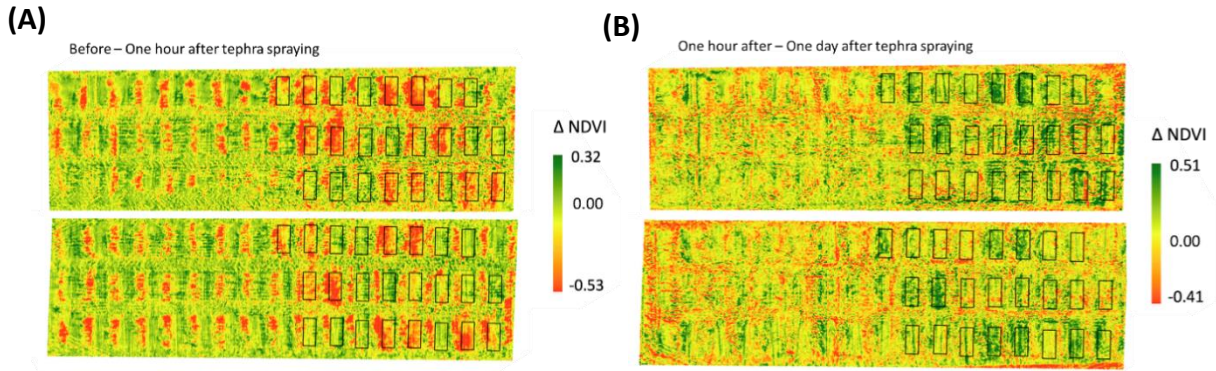 (A)
Before – One hour after tephra spraying
Δ NDVI
0.32
0.00
-0.53
(B)
One hour after – One day after tephra spraying
Δ NDVI
0.51
0.00
-0.41